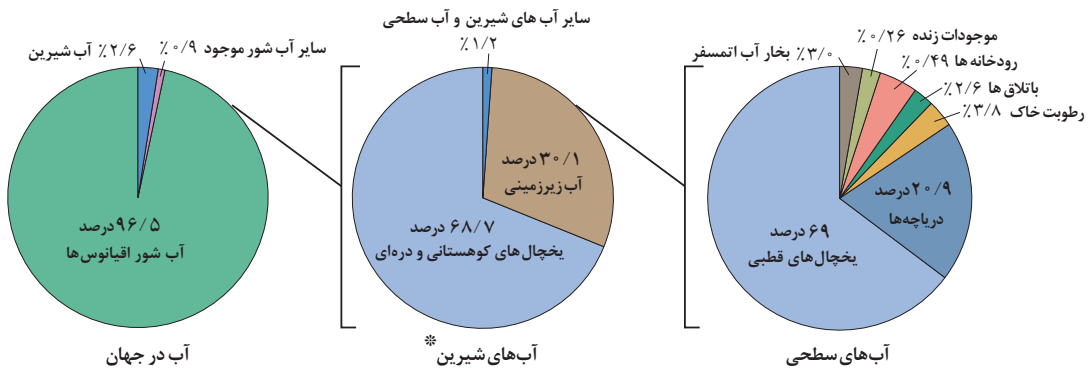 سایر آب شور موجود ٪۰/۹
٪۲/۶ آب شیرین
۹۶/۵ درصد
آب شور اقیانوس‌ها
آب در جهان
سایر آب های شیرین و آب سطحی
٪۱/۲
۳۰/۱ درصد
آب زیرزمینی
۶۸/۷ درصد
یخچال‌های کوهستانی و دره‌ای
آب‌های شیرین*
موجودات زنده ٪۰/۲۶
٪۳/۰ بخار آب اتمسفر
رودخانه ها ٪۰/۴۹
باتلاق ها ٪۲/۶
رطوبت خاک ٪۳/۸
۲۰/۹ درصد
دریاچه‌ها
۶۹ درصد
یخچال‌های قطبی
آب‌های سطحی